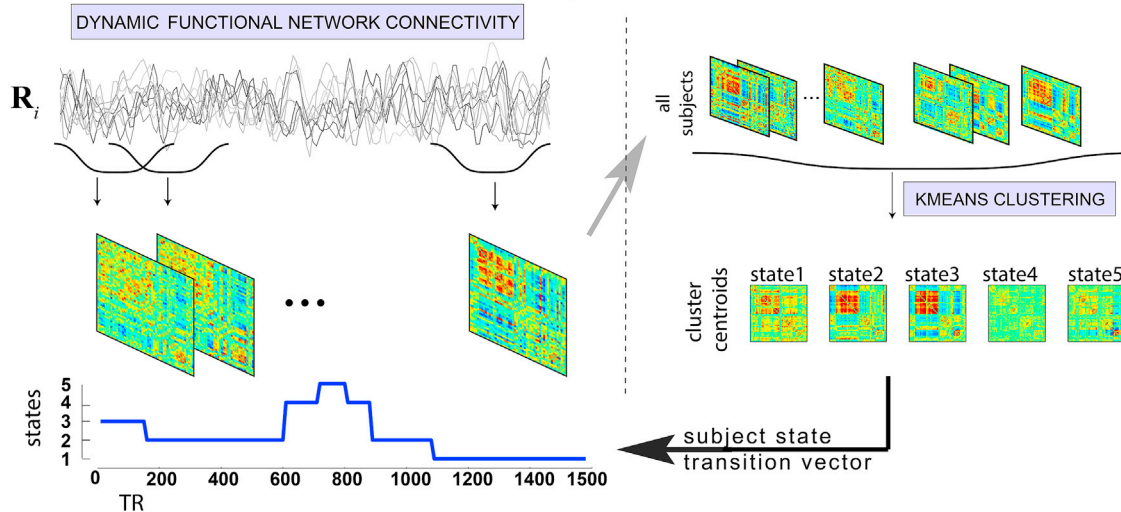 DYNAMIC FUNCTIONAL NETWORK CONNECTIVITY
Ri
all
subjects
...
KMEANS CLUSTERING
state1 state2 state3 state4 state5
cluster
centroids
...
states
5
4
3
2
1
0 200 400 600 800 1000 1200 1400 1500
TR
subject state
transition vector